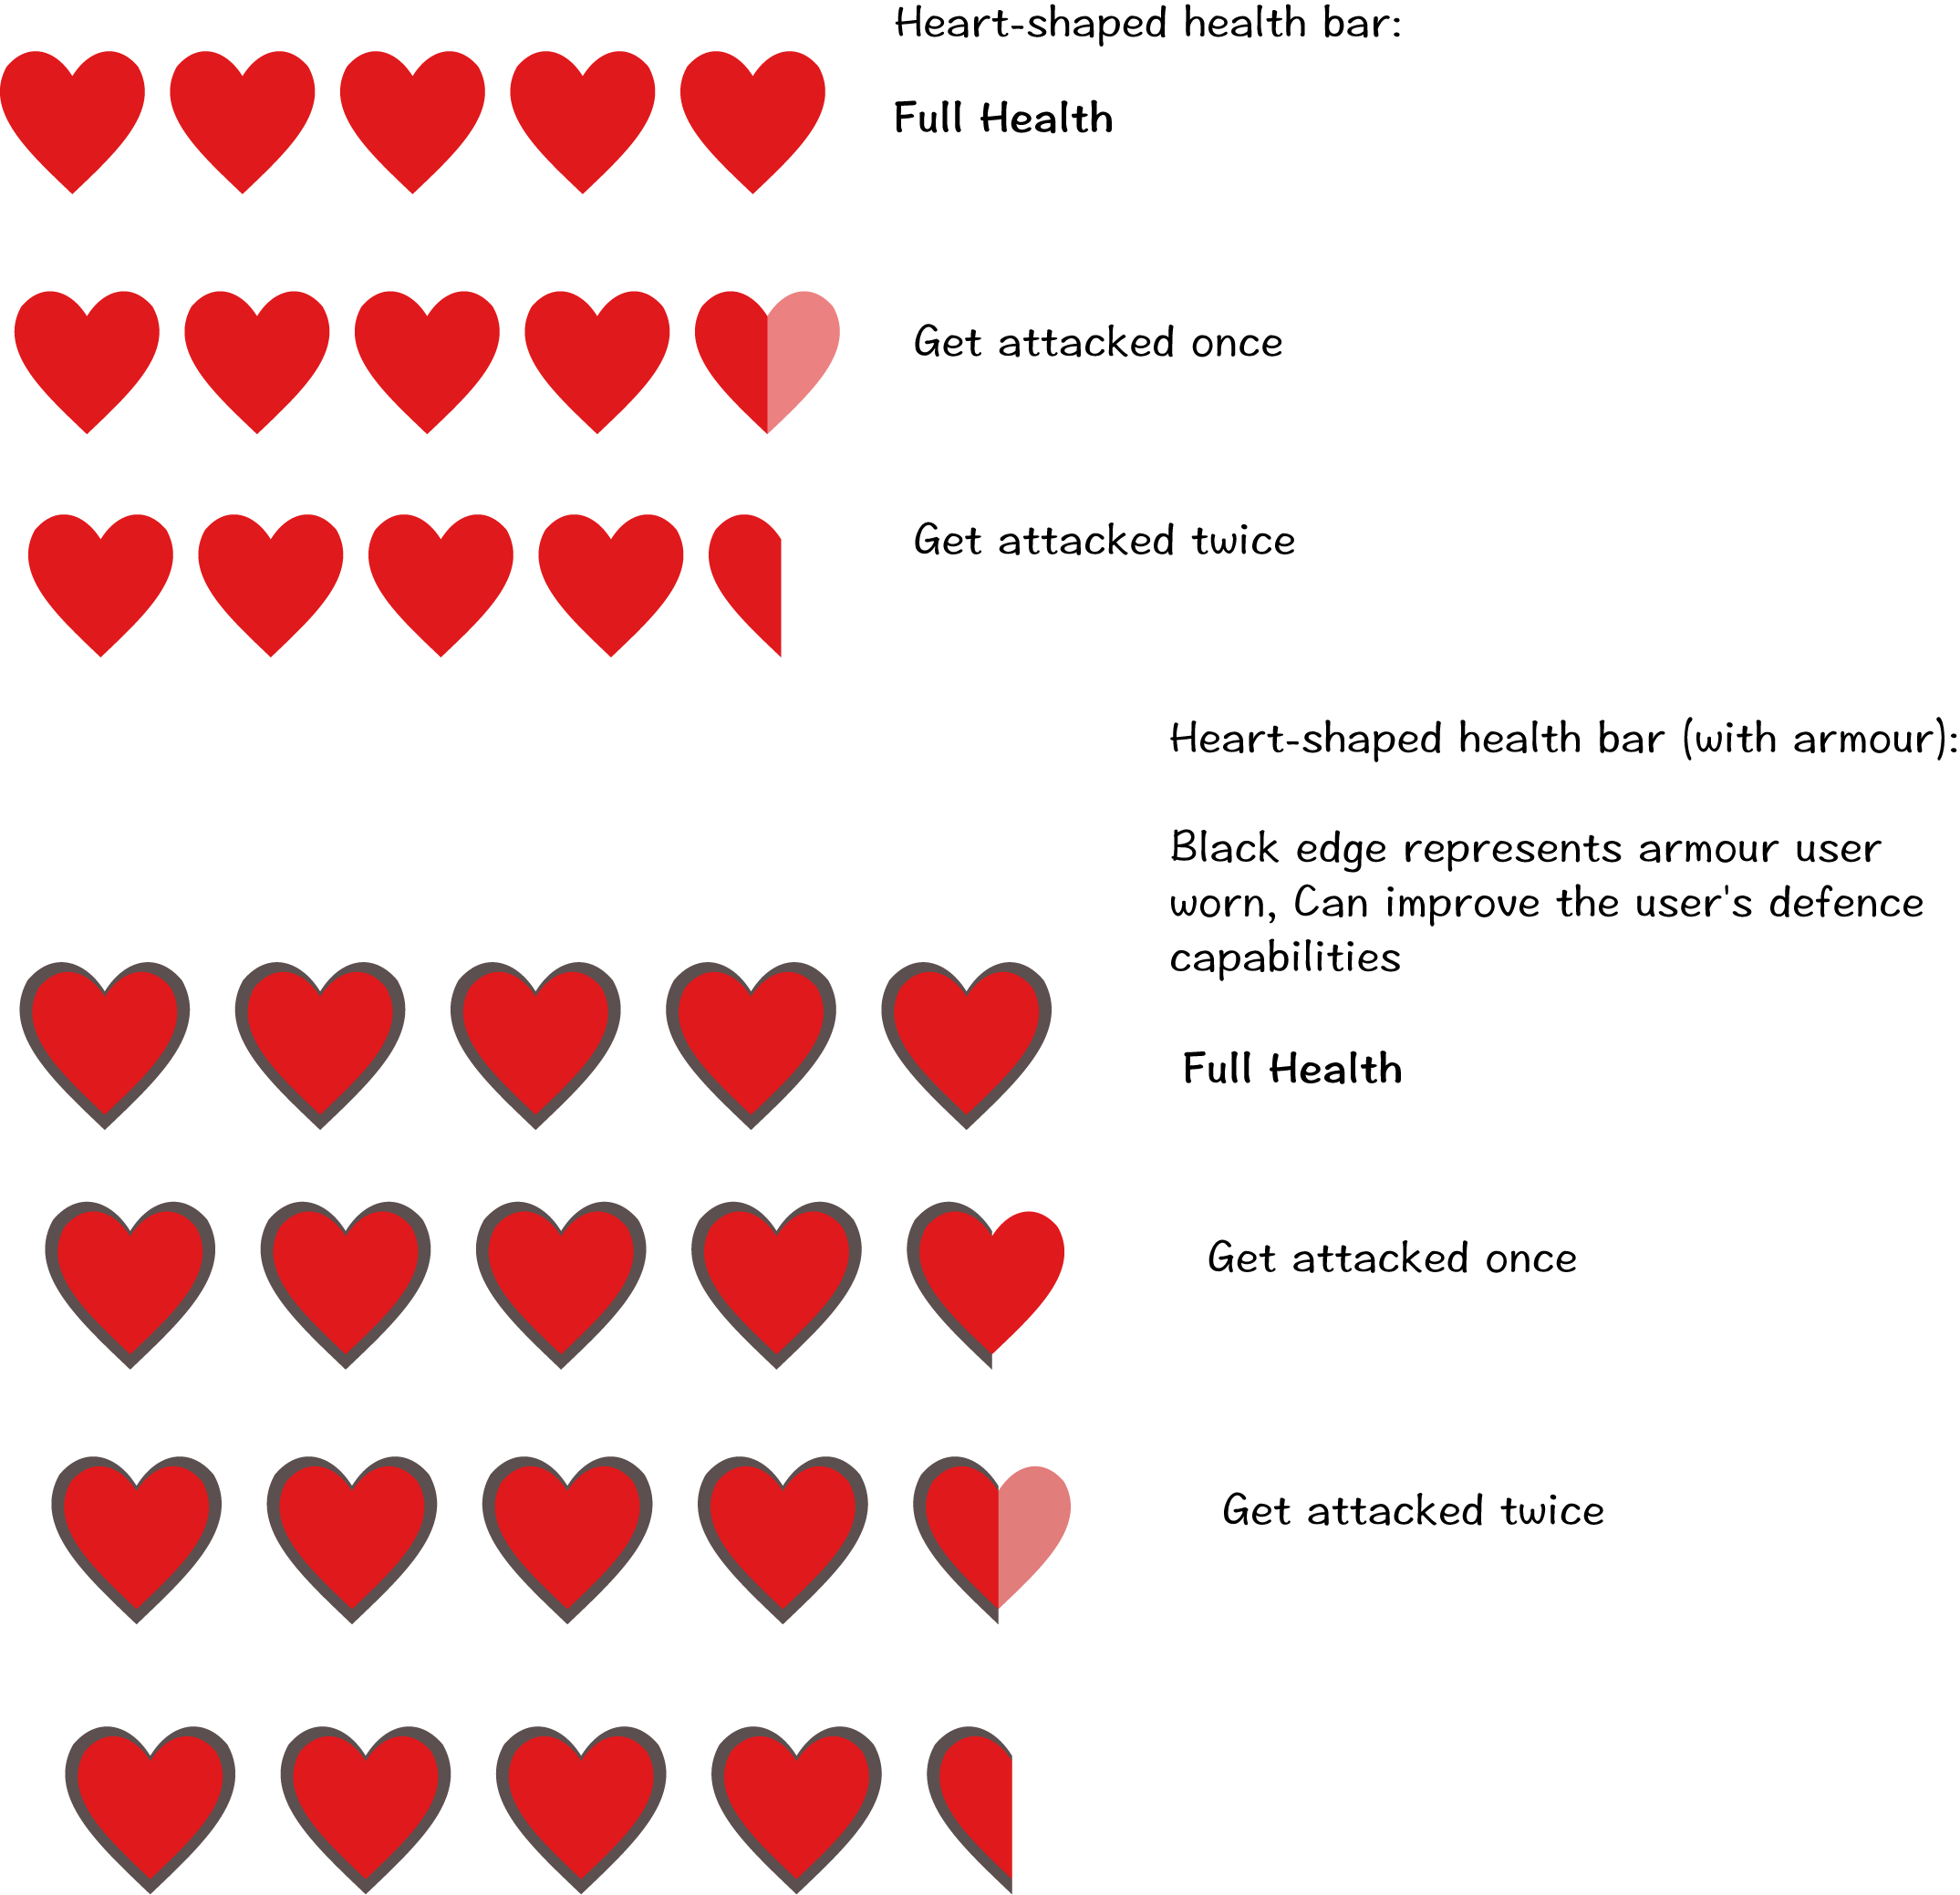 Heart-shaped health bar:
Full Health
Get attacked once
Get attacked twice
Heart-shaped health bar (with armour):
Black edge represents armour user
worn, Can improve the user's defence
capabilities
Full Health
Get attacked once
Get attacked twice